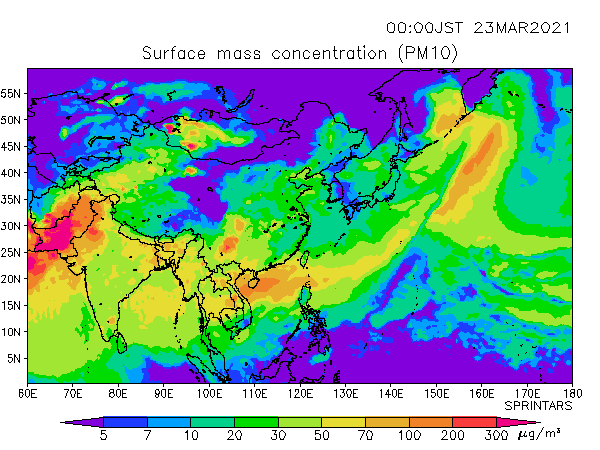 00:00JST 23MAR2021
Surface mass concentration (PM10)
55N
50N
45N
40N
35N
30N
25N
20N
15N
10N
5N
60E 70E 80E 90E 100E 110E 120E 130E 140E 150E 160E 170E 180
SPRINTARS
5 7 10 20 30 50 70 100 200 300 μg/m³